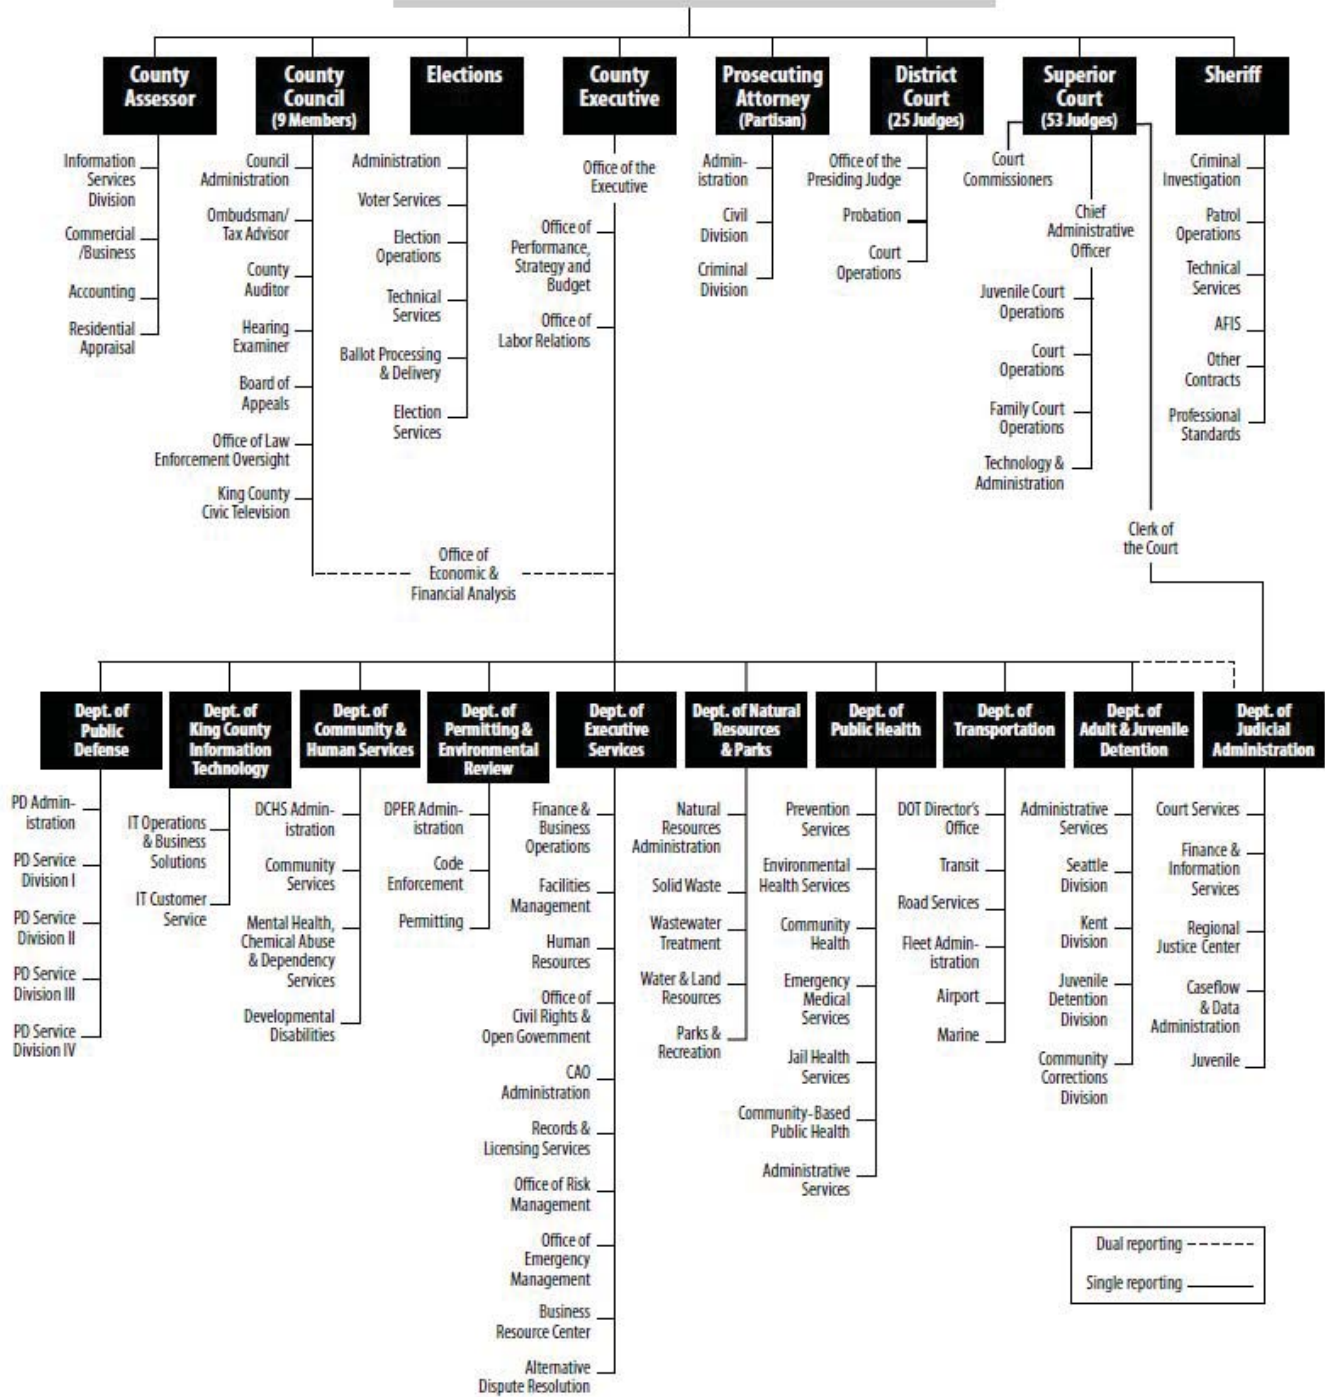 County
Assessor
County
Council
(9 Members)
Elections
County
Executive
Prosecuting
Attorney
(Partisan)
District
Court
(25 Judges)
Superior
Court
(53 Judges)
Sheriff
Information
Services
Division
Commercial
/Business
Accounting
Residential
Appraisal
Council
Administration
Ombudsman/
Tax Advisor
County
Auditor
Hearing
Examiner
Board of
Appeals
Office of Law
Enforcement Oversight
King County
Civic Television
Administration
Voter Services
Election
Operations
Technical
Services
Ballot Processing
& Delivery
Election
Services
Office of the
Executive
Office of
Performance,
Strategy and
Budget
Office of
Labor Relations
Admin-
istration
Civil
Division
Criminal
Division
Office of the
Presiding Judge
Probation
Court
Operations
Court
Commissioners
Chief
Administrative
Officer
Juvenile Court
Operations
Court
Operations
Family Court
Operations
Technology &
Administration
Clerk of
the Court
Criminal
Investigation
Patrol
Operations
Technical
Services
AFIS
Other
Contracts
Professional
Standards
Office of
Economic &
Financial Analysis
Dept. of
Public
Defense
Dept. of
King County
Information
Technology
Dept. of
Community &
Human Services
Dept. of
Permitting &
Environmental
Review
Dept. of
Executive
Services
Dept. of Natural
Resources
& Parks
Dept. of
Public Health
Dept. of
Transportation
Dept. of
Adult & Juvenile
Detention
Dept. of
Judicial
Administration
PD Admin-
istration
PD Service
Division I
PD Service
Division II
PD Service
Division III
PD Service
Division IV
IT Operations
& Business
Solutions
IT Customer
Service
DCHS Admin-
istration
Community
Services
Mental Health,
Chemical Abuse
& Dependency
Services
Developmental
Disabilities
DPER Admin-
istration
Code
Enforcement
Permitting
Finance &
Business
Operations
Facilities
Management
Human
Resources
Office of
Civil Rights &
Open Government
CAO
Administration
Records &
Licensing Services
Office of Risk
Management
Office of
Emergency
Management
Business
Resource Center
Alternative
Dispute Resolution
Natural
Resources
Administration
Solid Waste
Wastewater
Treatment
Water & Land
Resources
Parks &
Recreation
Prevention
Services
Environmental
Health Services
Community
Health
Emergency
Medical
Services
Jail Health
Services
Community-Based
Public Health
Administrative
Services
DOT Director's
Office
Transit
Road Services
Fleet Admin-
istration
Airport
Marine
Administrative
Services
Seattle
Division
Kent
Division
Juvenile
Detention
Division
Community
Corrections
Division
Court Services
Finance &
Information
Services
Regional
Justice Center
Caseflow
& Data
Administration
Juvenile
Dual reporting
Single reporting